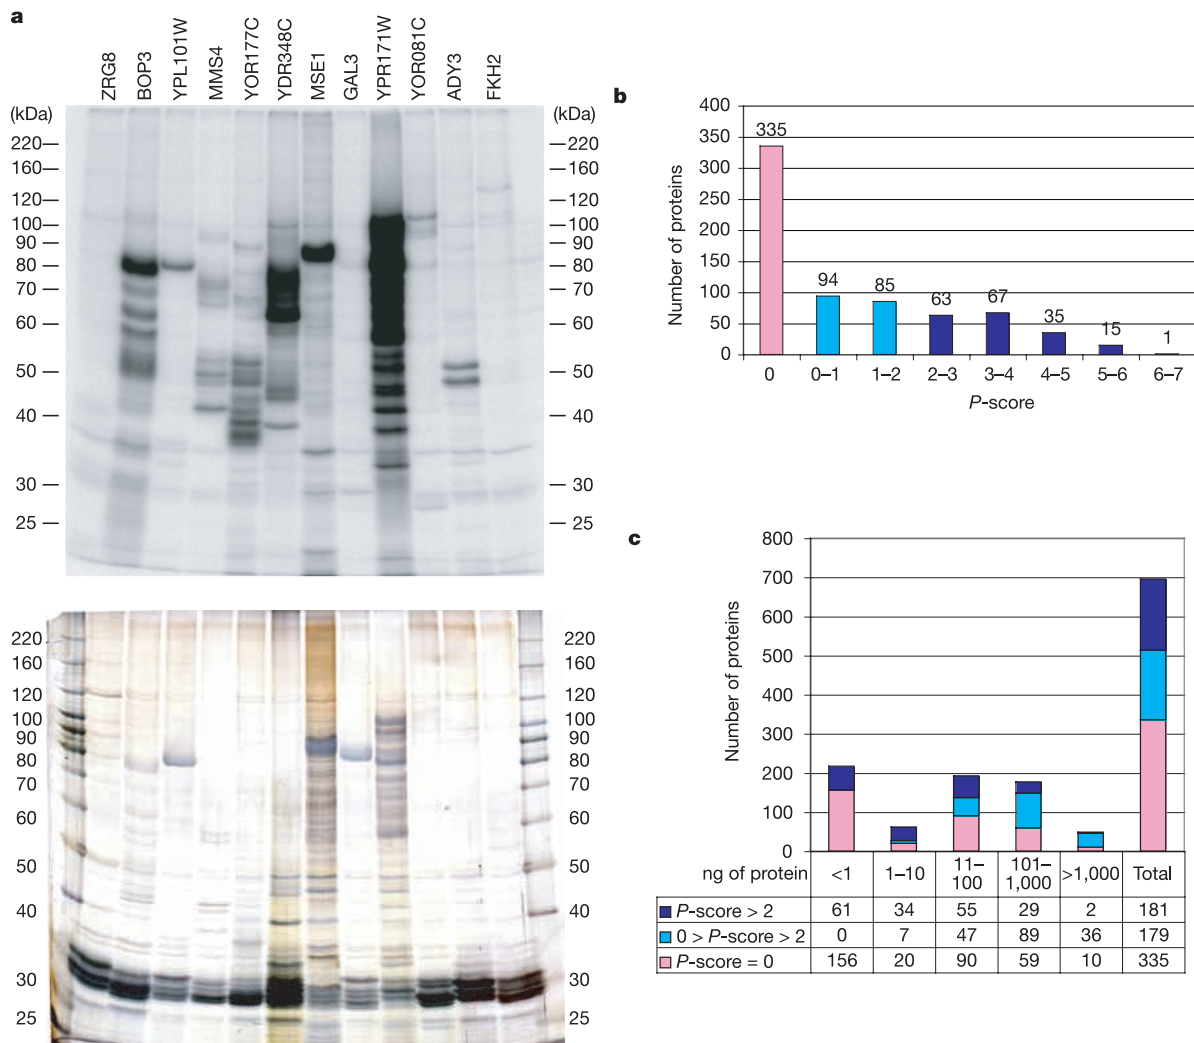 a
ZRG8
BOP3
YPL101W
MMS4
YOR177C
YDR348C
MSE1
GAL3
YPR171W
YOR081C
ADY3
FKH2
(kDa) (kDa)
220 220
160 160
120 120
100 100
90 90
80 80
70 70
60 60
50 50
40 40
30 30
25 25
220 220
160 160
120 120
100 100
90 90
80 80
70 70
60 60
50 50
40 40
30 30
25 25
b
Number of proteins
400
350
300
250
200
150
100
50
0
335 94 85 63 67 35 15 1
0 0–1 1–2 2–3 3–4 4–5 5–6 6–7
P-score
c
Number of proteins
800
700
600
500
400
300
200
100
0
ng of protein <1 1–10 11–100 101–1,000 >1,000 Total
P-score > 2 61 34 55 29 2 181
0 > P-score > 2 0 7 47 89 36 179
P-score = 0 156 20 90 59 10 335